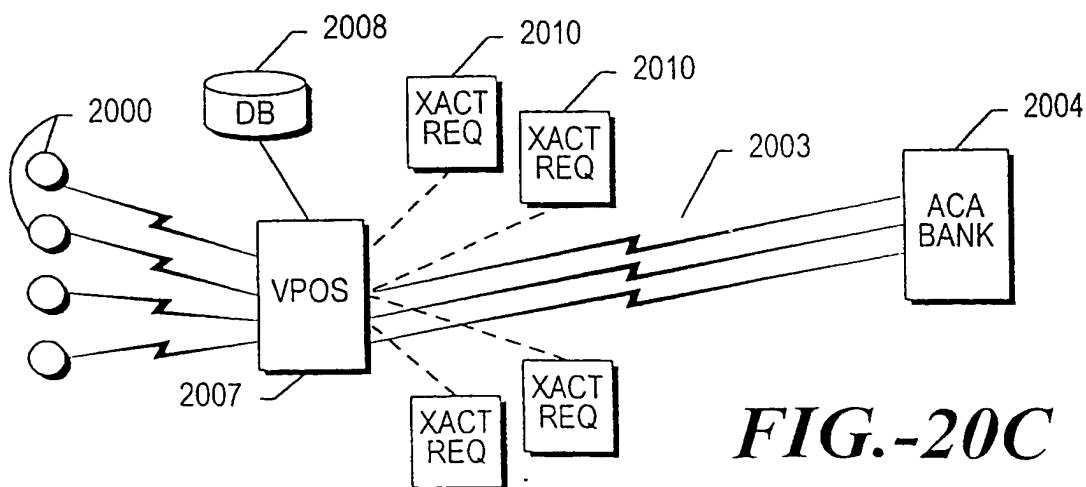 2008
2010
2010
2004
2000
DB
XACT
REQ
XACT
REQ
2003
ACA
BANK
VPOS
2007
XACT
REQ
XACT
REQ
FIG.-20C